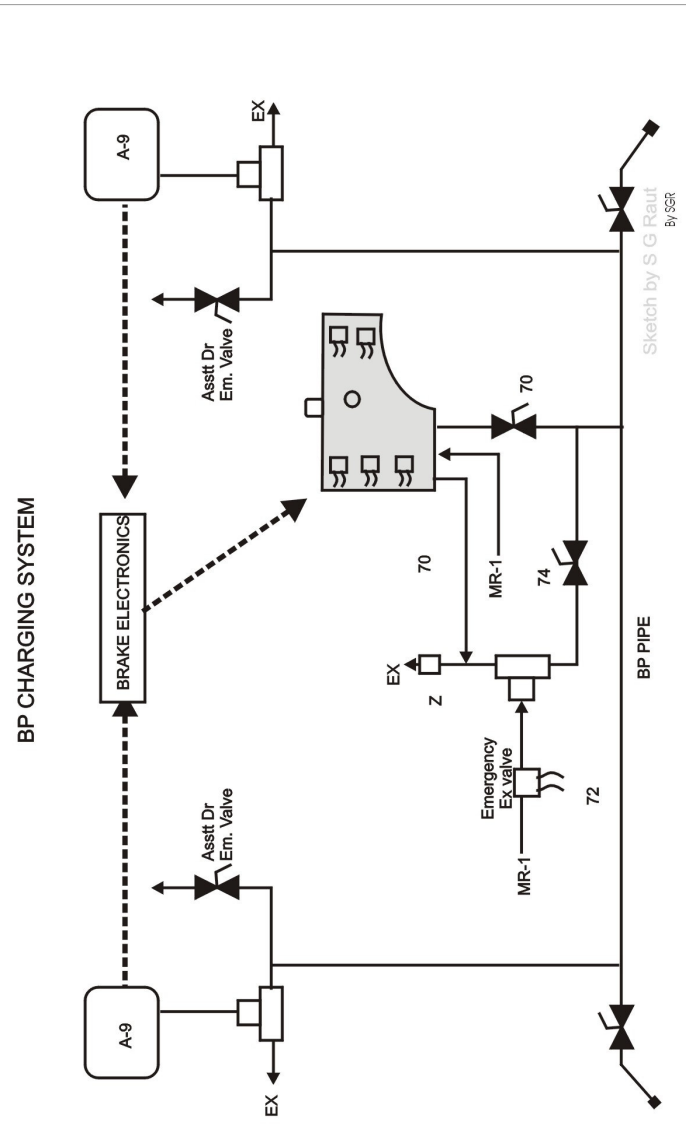 BP CHARGING SYSTEM
A-9
BRAKE ELECTRONICS
A-9
Asstt Dr
Em. Valve
Asstt Dr
Em. Valve
EX
EX
EX
Z
70
70
MR-1
74
Emergency
Ex valve
MR-1
72
BP PIPE
Sketch by S G Raut
By SGR